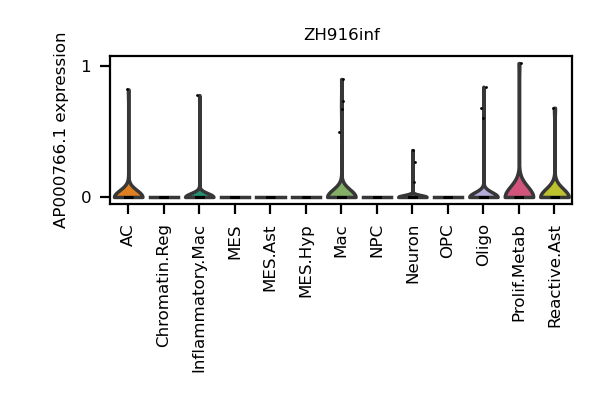 ZH916inf
AP000766.1 expression
1
0
AC
Chromatin.Reg
Inflammatory.Mac
MES
MES.Ast
MES.Hyp
Mac
NPC
Neuron
OPC
Oligo
Prolif.Metab
Reactive.Ast